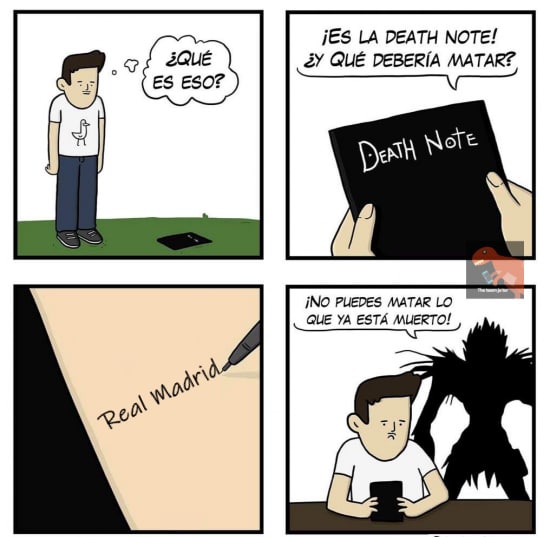 ¿QUÉ
ES ESO?
¡ES LA DEATH NOTE!
¿Y QUÉ DEBERÍA MATAR?
DEATH NOTE
Real Madrid
¡NO PUEDES MATAR LO
QUE YA ESTÁ MUERTO!